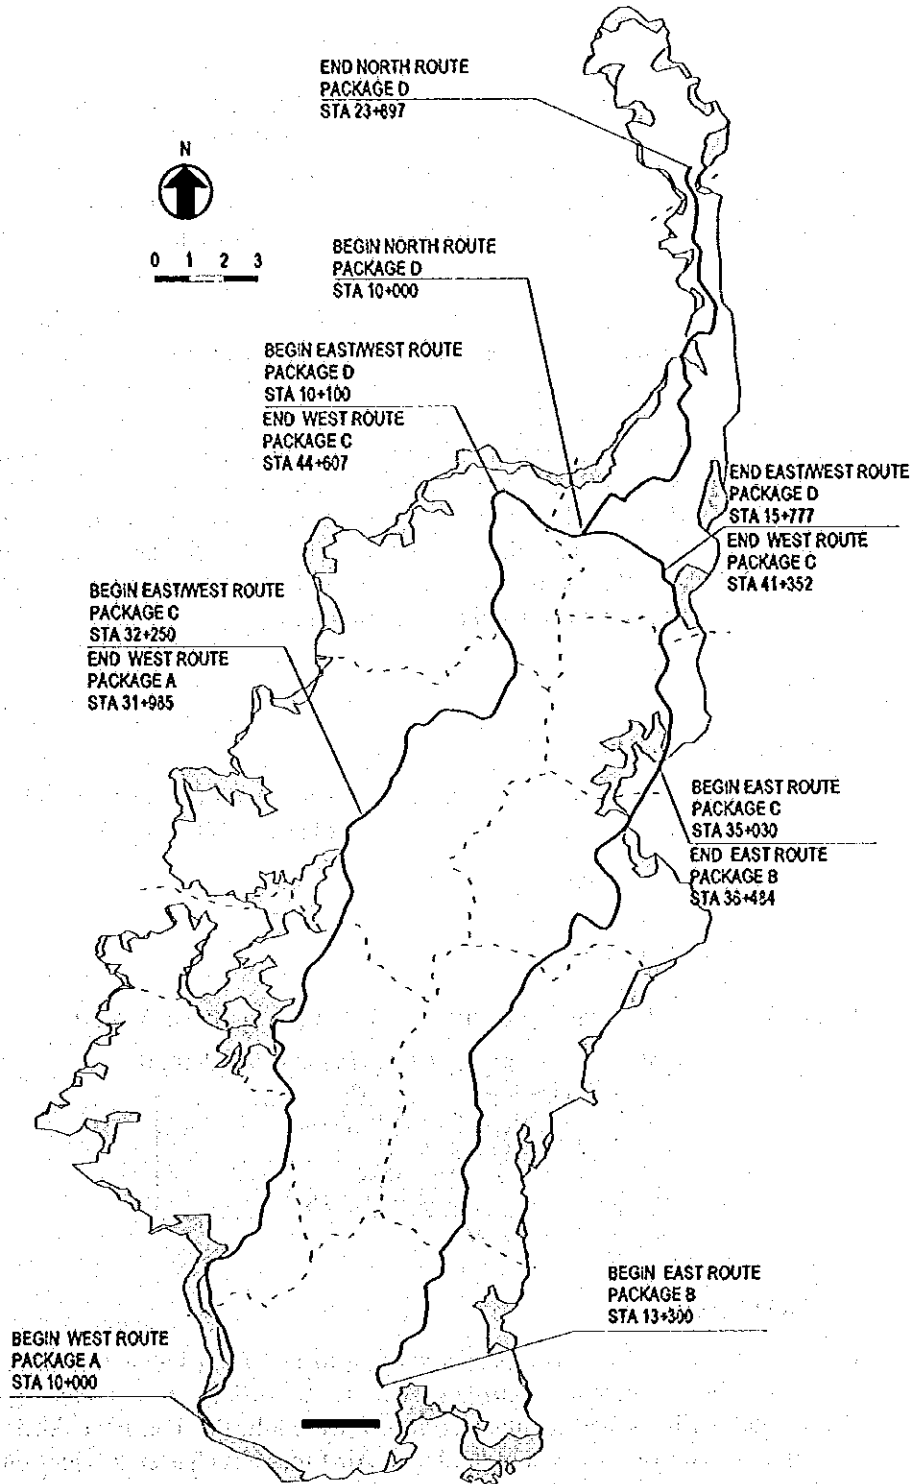 END NORTH ROUTE
PACKAGE D
STA 23+697
N
0 1 2 3
BEGIN NORTH ROUTE
PACKAGE D
STA 10+000
BEGIN EAST/WEST ROUTE
PACKAGE D
STA 10+100
END WEST ROUTE
PACKAGE C
STA 44+607
END EAST/WEST ROUTE
PACKAGE D
STA 15+777
END WEST ROUTE
PACKAGE C
STA 41+352
BEGIN EAST/WEST ROUTE
PACKAGE C
STA 32+250
END WEST ROUTE
PACKAGE A
STA 31+985
BEGIN EAST ROUTE
PACKAGE C
STA 35+030
END EAST ROUTE
PACKAGE B
STA 36+484
BEGIN EAST ROUTE
PACKAGE B
STA 13+300
BEGIN WEST ROUTE
PACKAGE A
STA 10+000